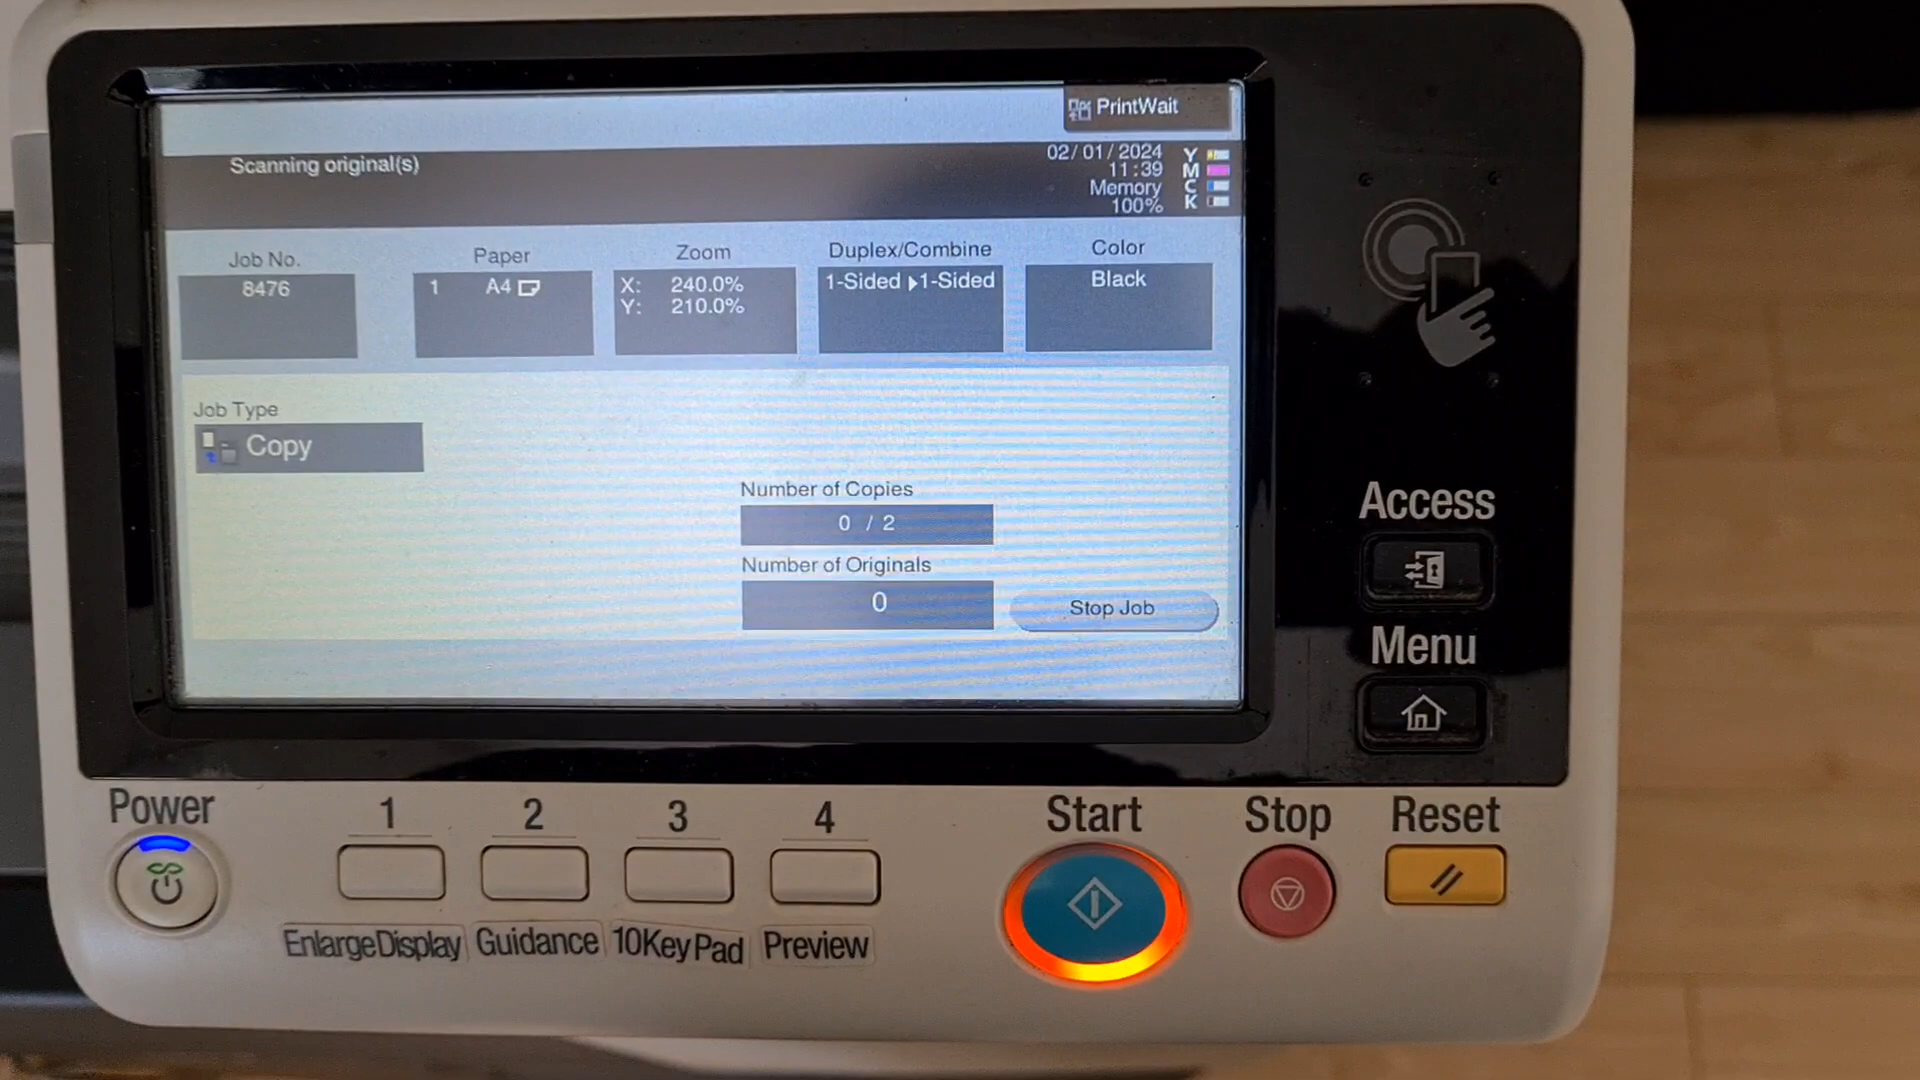 PrintWait
Scanning original(s)
02/01/2024
11:39
Memory
100%
Y
M
C
K
Job No.
8476
Paper
1 A4
Zoom
X: 240.0%
Y: 210.0%
Duplex/Combine
1-Sided ▶1-Sided
Color
Black
Job Type
Copy
Number of Copies
0 / 2
Number of Originals
0
Stop Job
Access
Menu
Power
1
2
3
4
Start
Stop
Reset
EnlargeDisplay
Guidance
10Key Pad
Preview